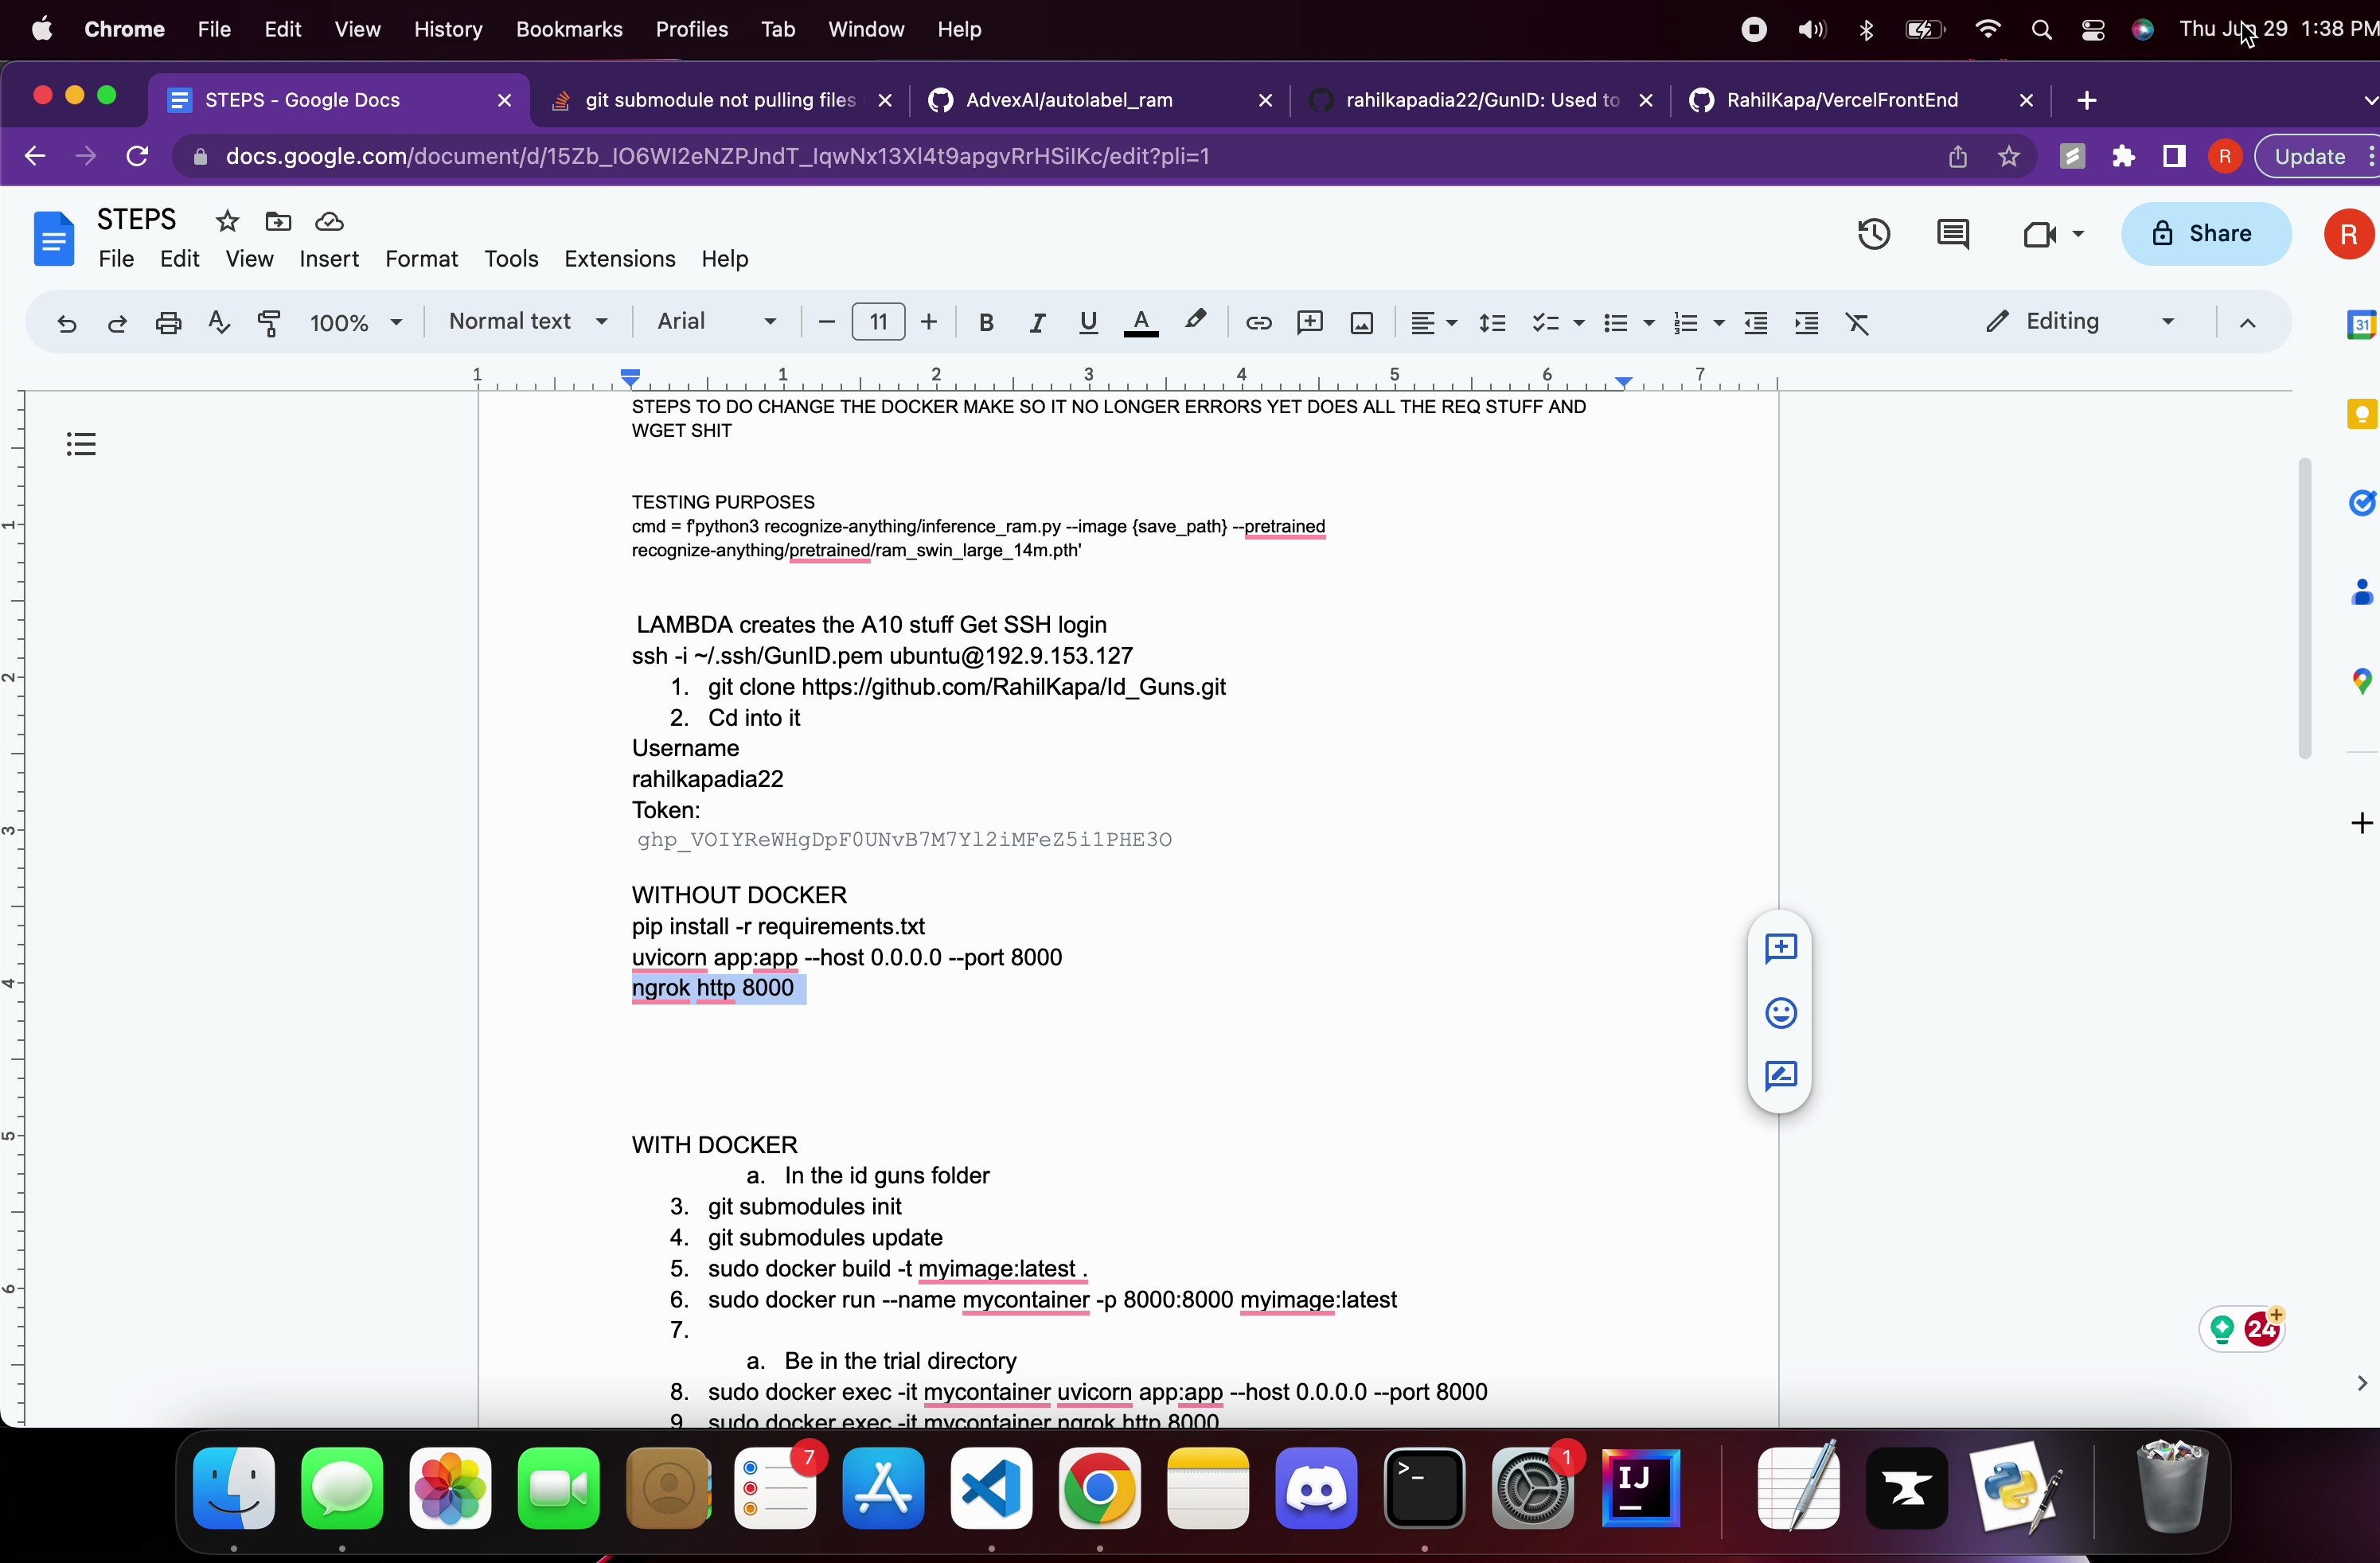 Chrome File Edit View History Bookmarks Profiles Tab Window Help Thu Jun 29 1:38 PM
STEPS - Google Docs git submodule not pulling files AdvexAI/autolabel_ram rahilkapadia22/GunID: Used to RahilKapa/VercelFrontEnd
Update
STEPS
Share
R
File Edit View Insert Format Tools Extensions Help
100% Normal text Arial 11 Editing
1 1 2 3 4 5 6 7
STEPS TO DO CHANGE THE DOCKER MAKE SO IT NO LONGER ERRORS YET DOES ALL THE REQ STUFF AND
WGET SHIT
TESTING PURPOSES
cmd = f'python3 recognize-anything/inference_ram.py --image {save_path} --pretrained
recognize-anything/pretrained/ram_swin_large_14m.pth'
LAMBDA creates the A10 stuff Get SSH login
ssh -i ~/.ssh/GunID.pem ubuntu@192.9.153.127
1. git clone https://github.com/RahilKapa/Id_Guns.git
2. Cd into it
Username
rahilkapadia22
Token:
WITHOUT DOCKER
pip install -r requirements.txt
uvicorn app:app --host 0.0.0.0 --port 8000
ngrok http 8000
WITH DOCKER
a. In the id guns folder
3. git submodules init
4. git submodules update
5. sudo docker build -t myimage:latest .
6. sudo docker run --name mycontainer -p 8000:8000 myimage:latest
7.
a. Be in the trial directory
8. sudo docker exec -it mycontainer uvicorn app:app --host 0.0.0.0 --port 8000
9. sudo docker exec -it mycontainer ngrok http 8000
24
7
1
IJ